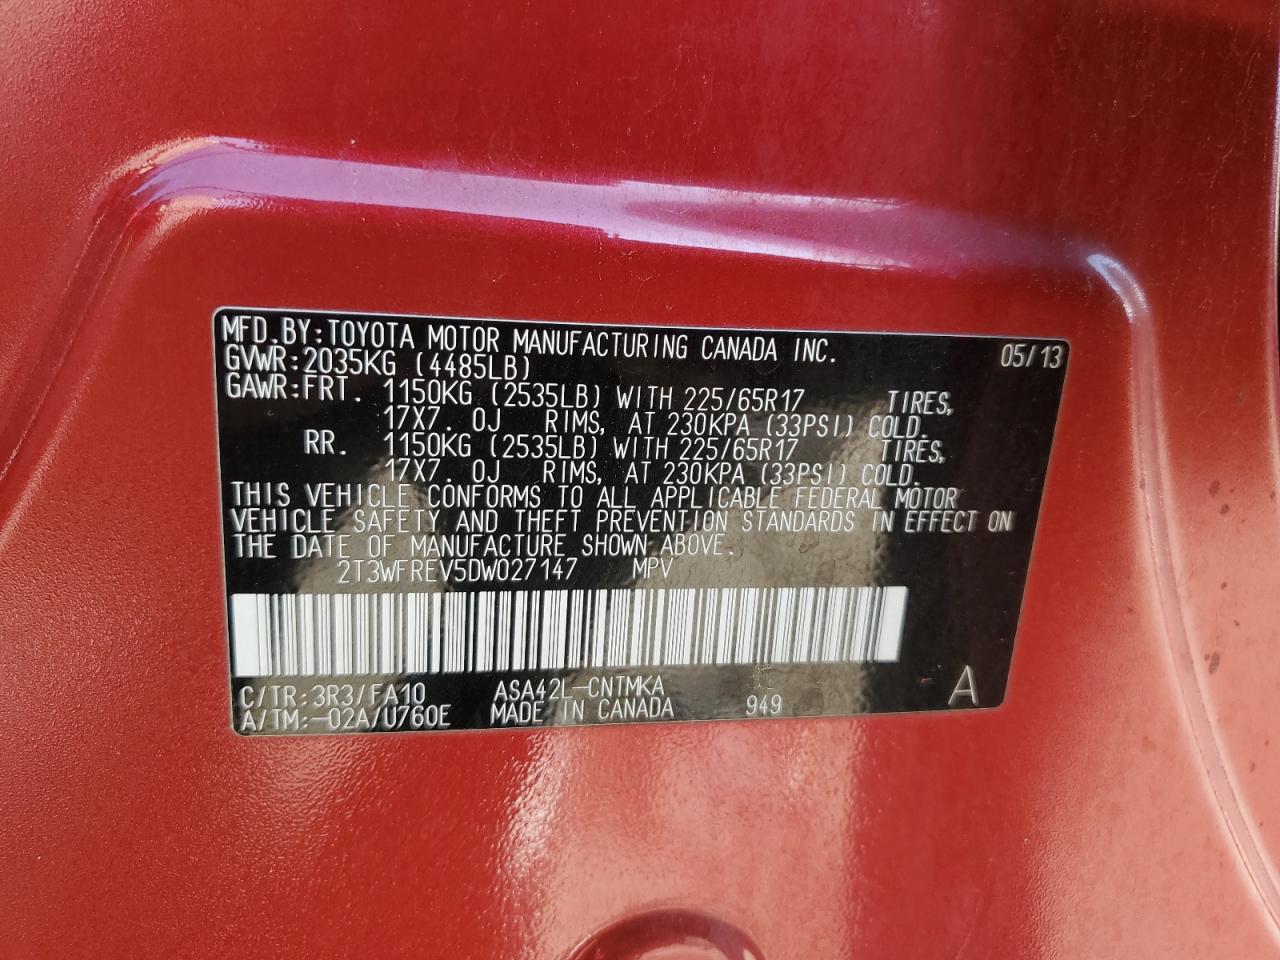 MFD.BY:TOYOTA MOTOR MANUFACTURING CANADA INC. 05/13
GVWR:2035KG (4485LB)
GAWR:FRT. 1150KG (2535LB) WITH 225/65R17 TIRES,
17X7.0J RIMS, AT 230KPA (33PSI) COLD.
RR. 1150KG (2535LB) WITH 225/65R17 TIRES,
17X7.0J RIMS, AT 230KPA (33PSI) COLD.
THIS VEHICLE CONFORMS TO ALL APPLICABLE FEDERAL MOTOR
VEHICLE SAFETY AND THEFT PREVENTION STANDARDS IN EFFECT ON
THE DATE OF MANUFACTURE SHOWN ABOVE.
2T3WFREV5DW027147 MPV
C/TR:3R3/FA10 ASA42L-CNTMKA A
A/TM:-02A/U760E MADE IN CANADA 949